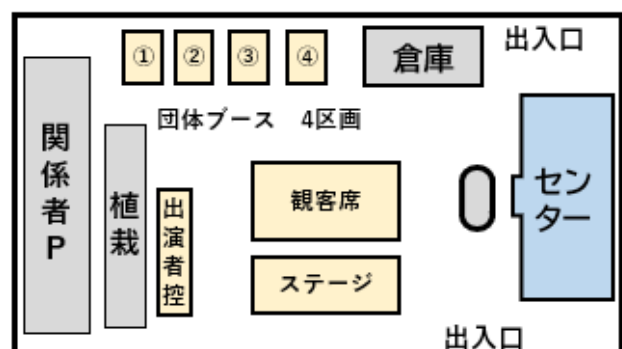 ① ② ③ ④
倉庫
出入口
団体ブース 4区画
関係者P
植栽
出演者控
観客席
ステージ
センター
出入口